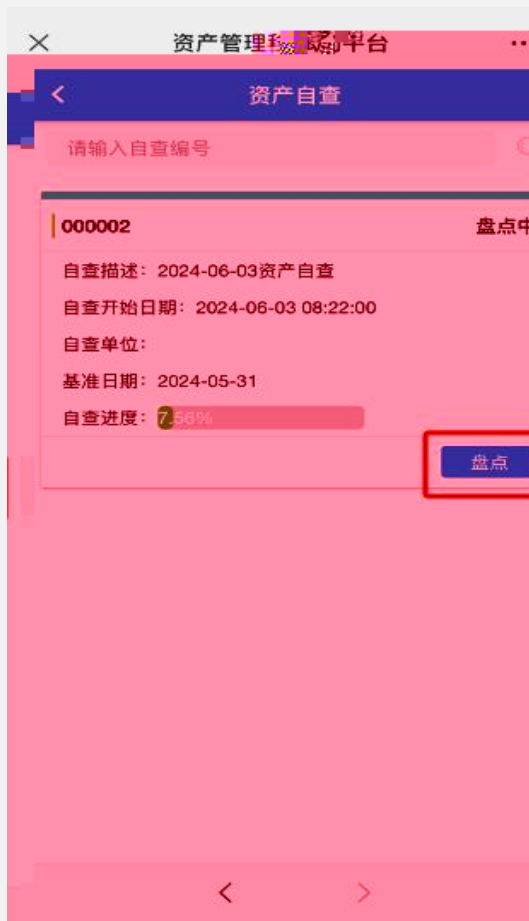 资产管理 平台
资产自查
请输入自查编号
000002 盘点中
自查描述：2024-06-03资产自查
自查开始日期：2024-06-03 08:22:00
自查单位：
基准日期：2024-05-31
自查进度：7.56%
盘点